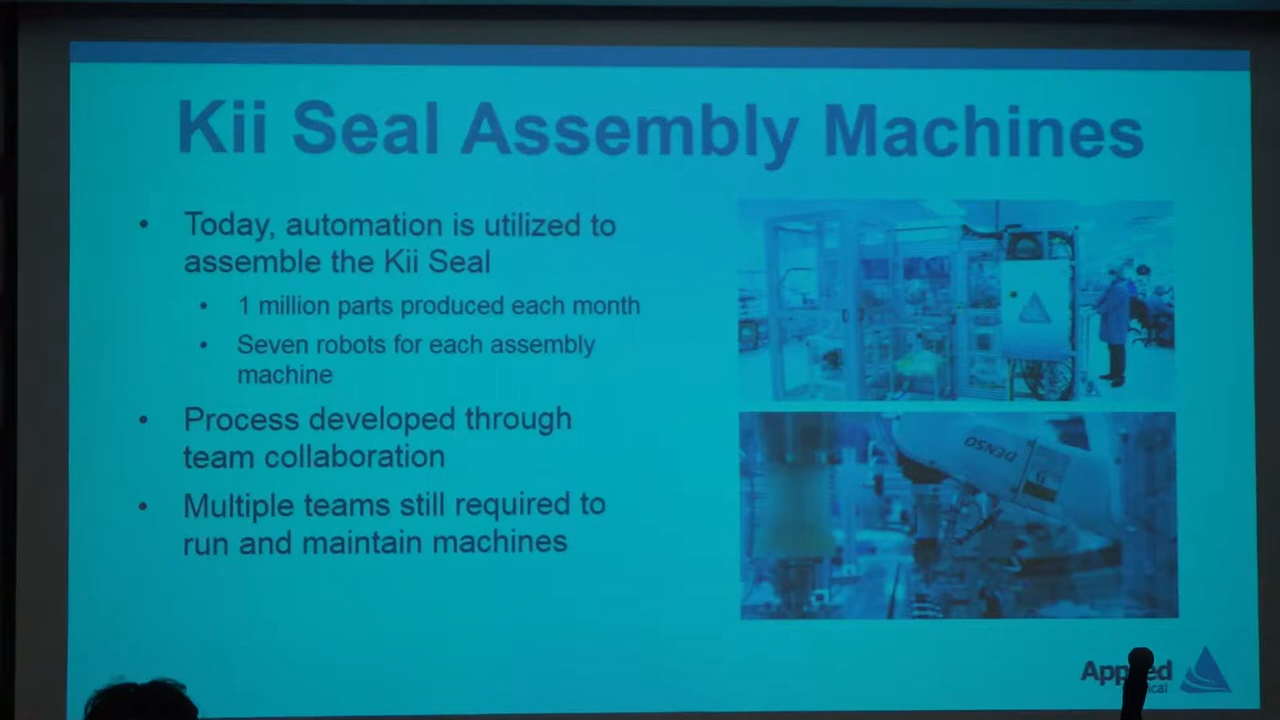 Kii Seal Assembly Machines
• Today, automation is utilized to
assemble the Kii Seal
• 1 million parts produced each month
• Seven robots for each assembly
machine
• Process developed through
team collaboration
• Multiple teams still required to
run and maintain machines
DENSO